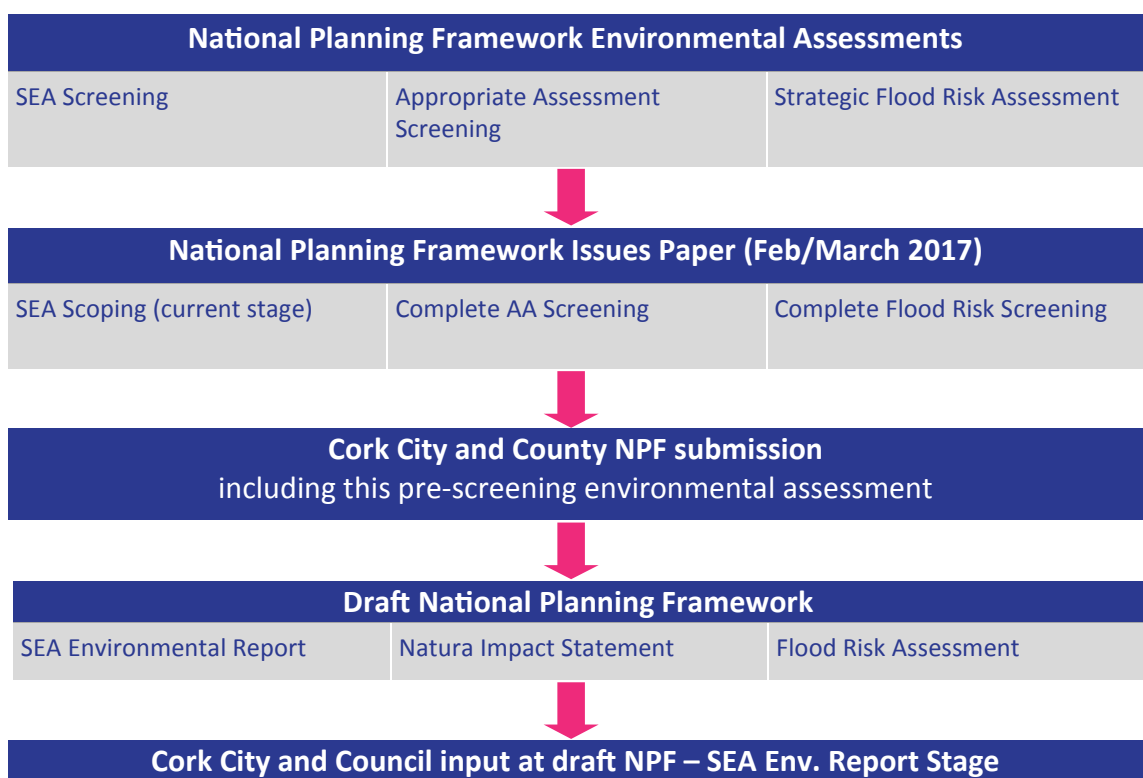 National Planning Framework Environmental Assessments
SEA Screening
Appropriate Assessment
Screening
Strategic Flood Risk Assessment
National Planning Framework Issues Paper (Feb/March 2017)
SEA Scoping (current stage)
Complete AA Screening
Complete Flood Risk Screening
Cork City and County NPF submission
including this pre-screening environmental assessment
Draft National Planning Framework
SEA Environmental Report
Natura Impact Statement
Flood Risk Assessment
Cork City and Council input at draft NPF – SEA Env. Report Stage